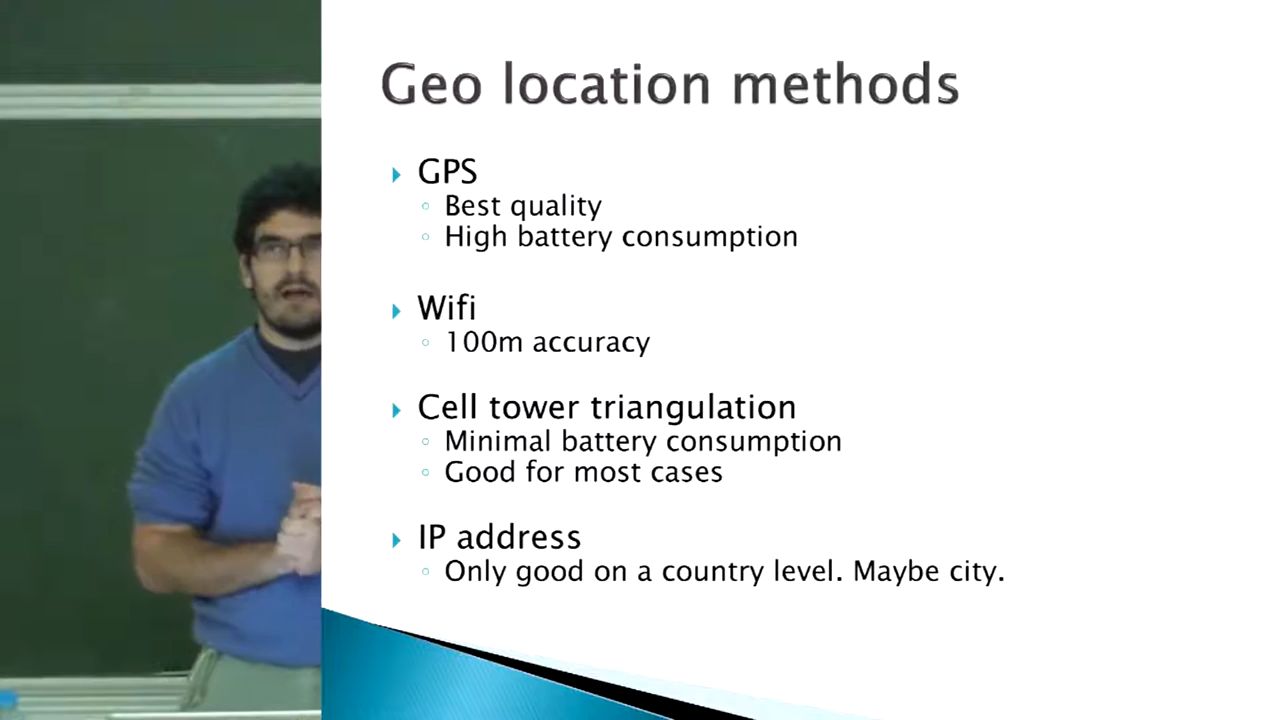 Geo location methods
GPS
Best quality
High battery consumption
Wifi
100m accuracy
Cell tower triangulation
Minimal battery consumption
Good for most cases
IP address
Only good on a country level. Maybe city.